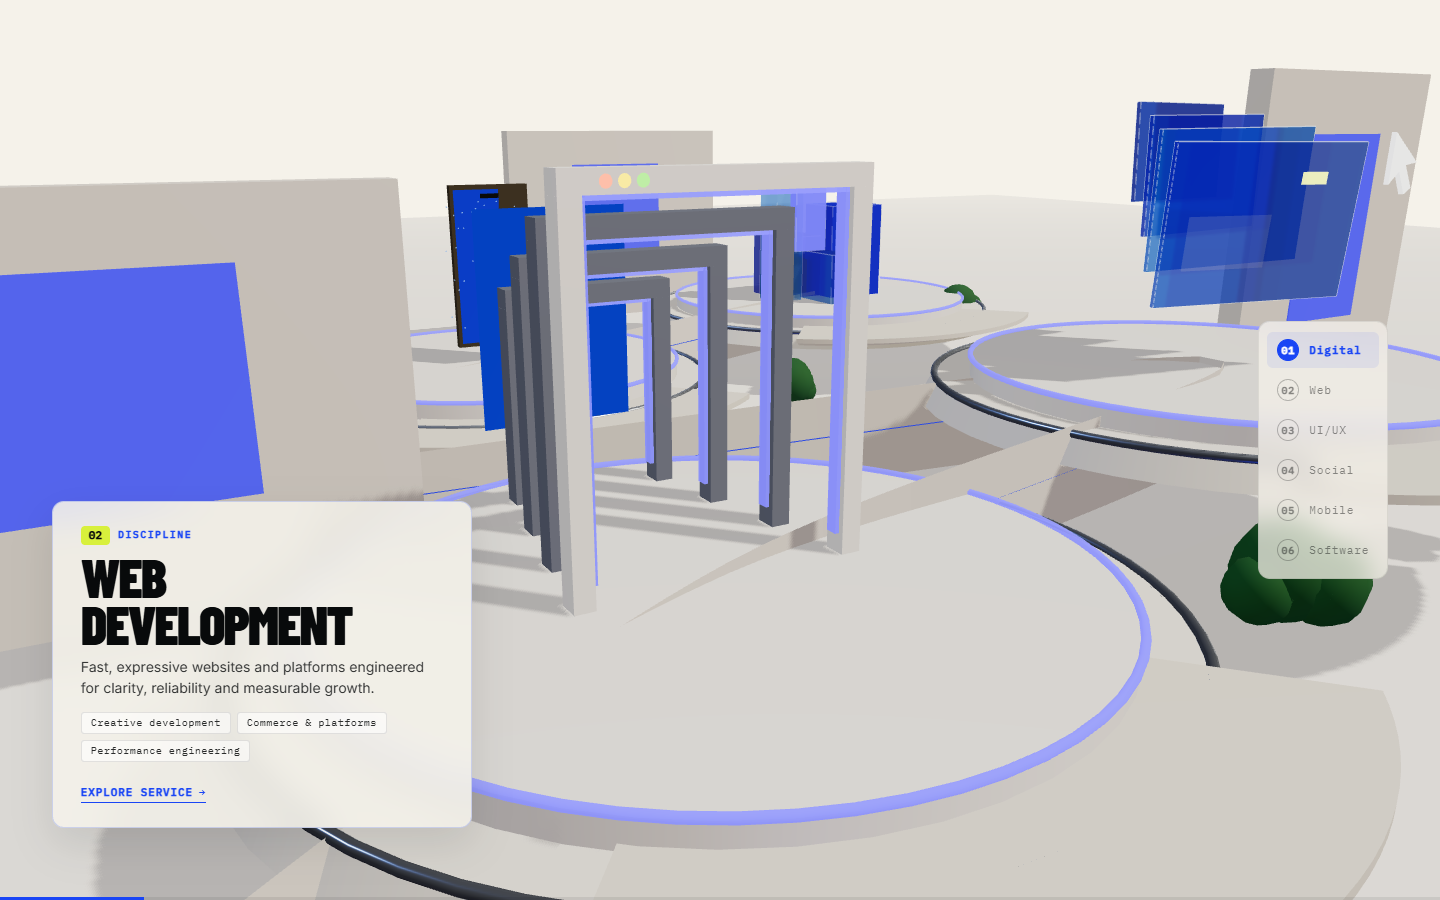 02 DISCIPLINE
WEB
DEVELOPMENT
Fast, expressive websites and platforms engineered
for clarity, reliability and measurable growth.
Creative development
Commerce & platforms
Performance engineering
EXPLORE SERVICE →
01 Digital
02 Web
03 UI/UX
04 Social
05 Mobile
06 Software